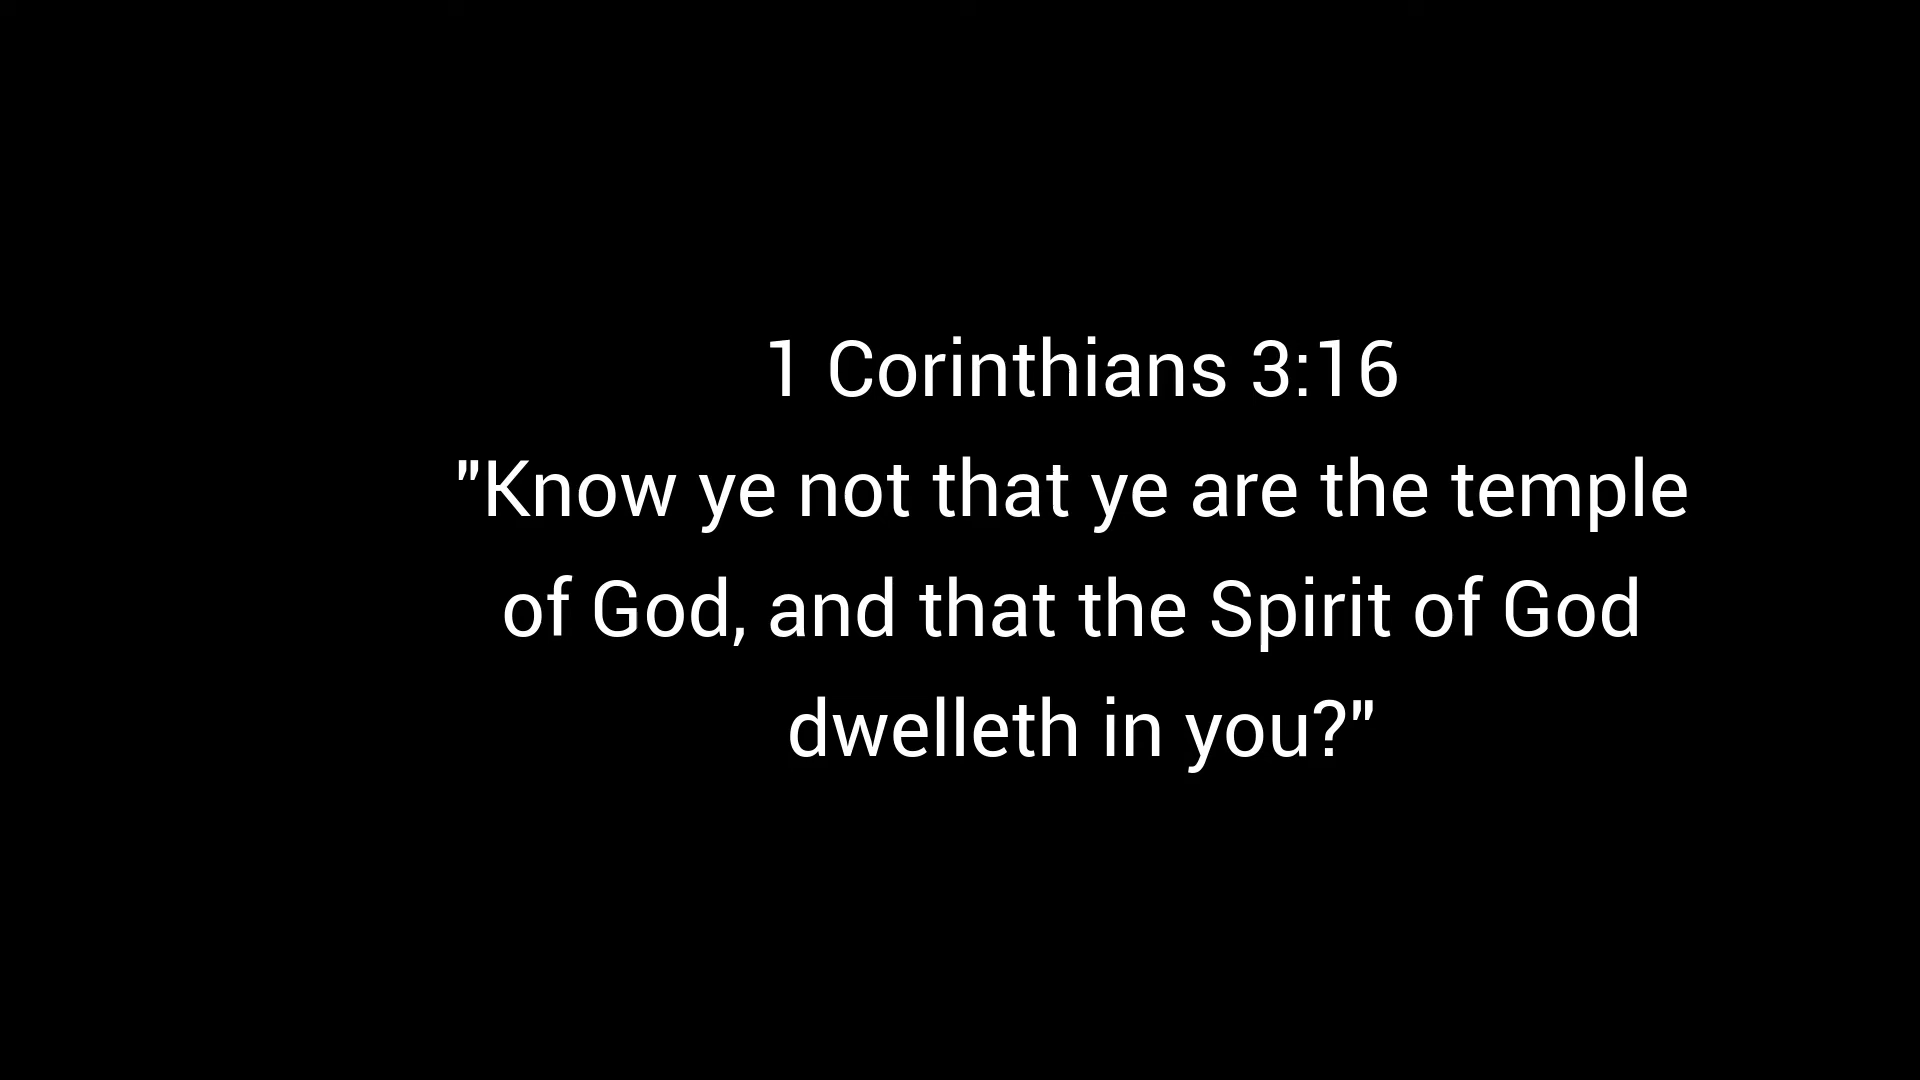 1 Corinthians 3:16
"Know ye not that ye are the temple
of God, and that the Spirit of God
dwelleth in you?"